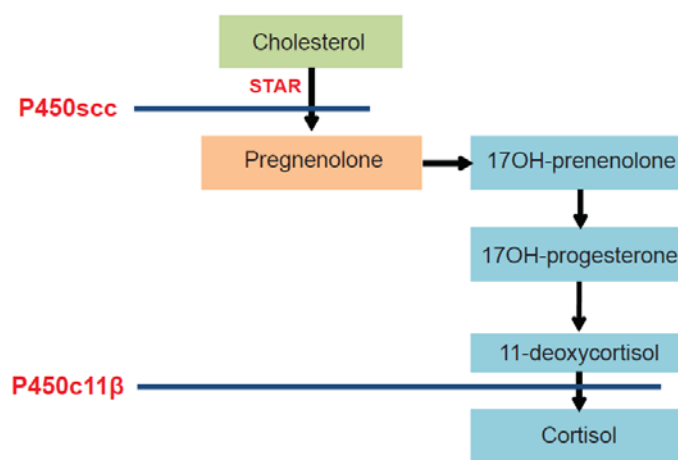 Cholesterol
STAR
P450scc
Pregnenolone
17OH-prenenolone
17OH-progesterone
11-deoxycortisol
P450c11β
Cortisol